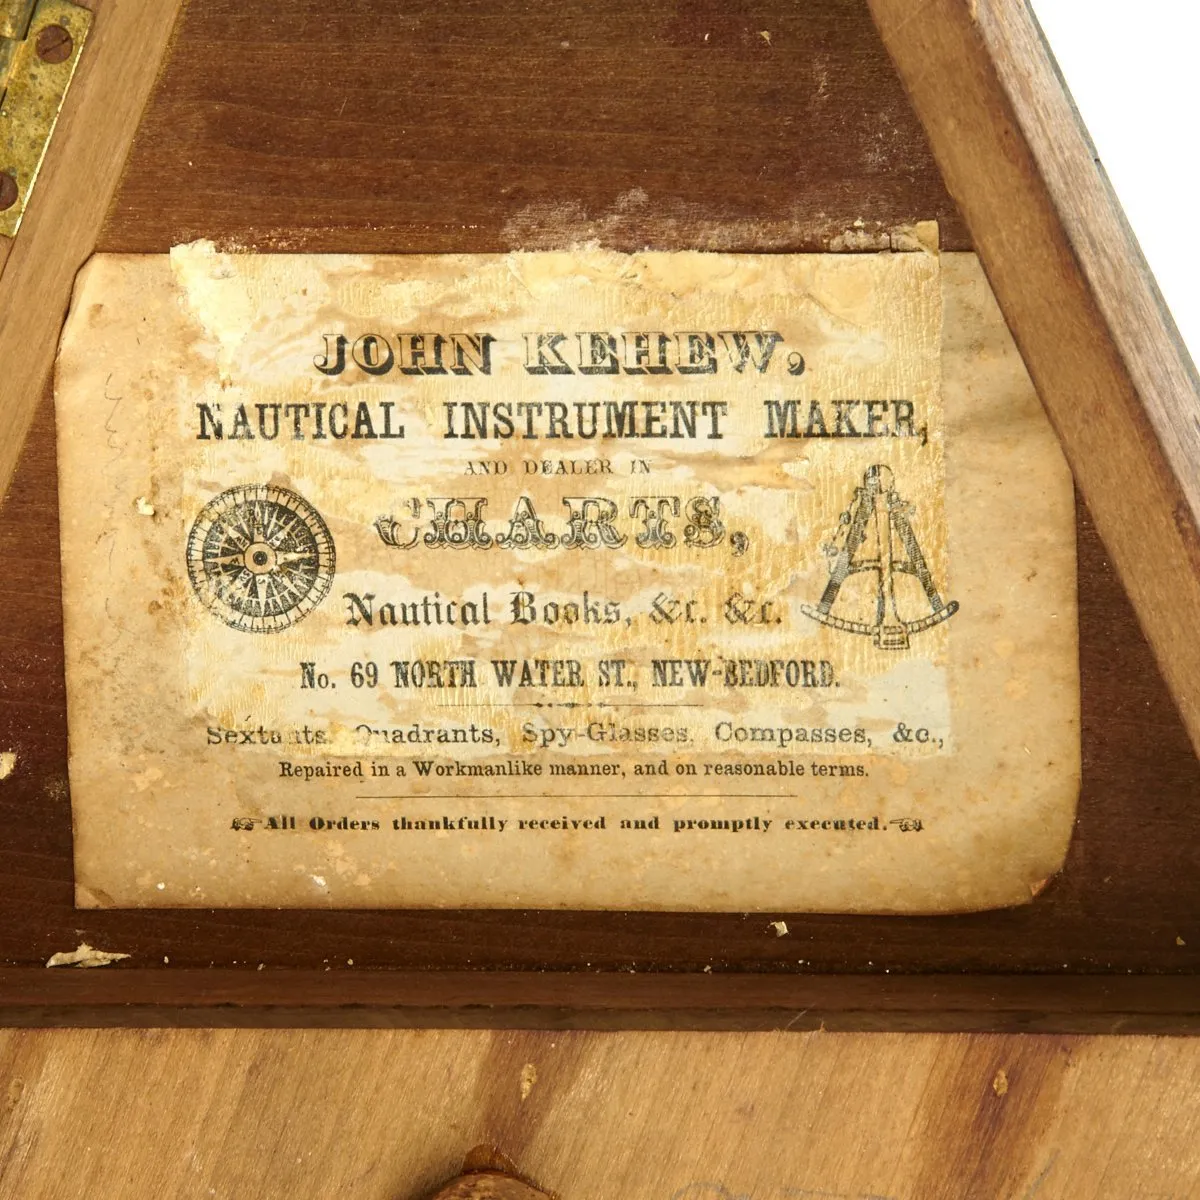 JOHN KEHEW,
NAUTICAL INSTRUMENT MAKER,
AND DEALER IN
CHARTS,
Nautical Books, &c. &c.
No. 69 NORTH WATER ST., NEW-BEDFORD.
Sextants, Quadrants, Spy-Glasses, Compasses, &c.,
Repaired in a Workmanlike manner, and on reasonable terms.
All Orders thankfully received and promptly executed.